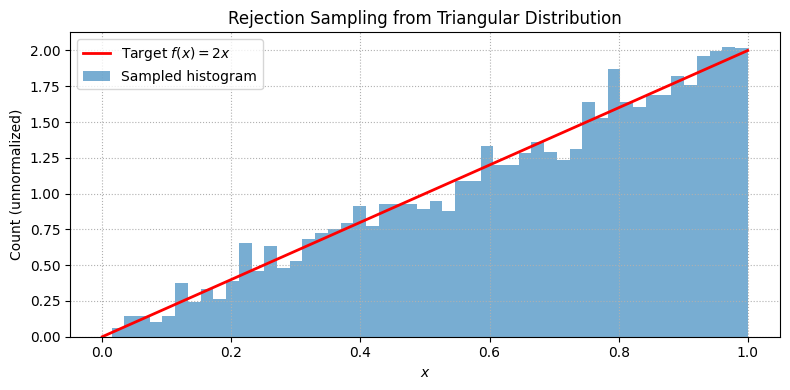 Rejection Sampling from Triangular Distribution
Target f(x) = 2x
Sampled histogram
Count (unnormalized)
2.00
1.75
1.50
1.25
1.00
0.75
0.50
0.25
0.00
0.0 0.2 0.4 0.6 0.8 1.0
x